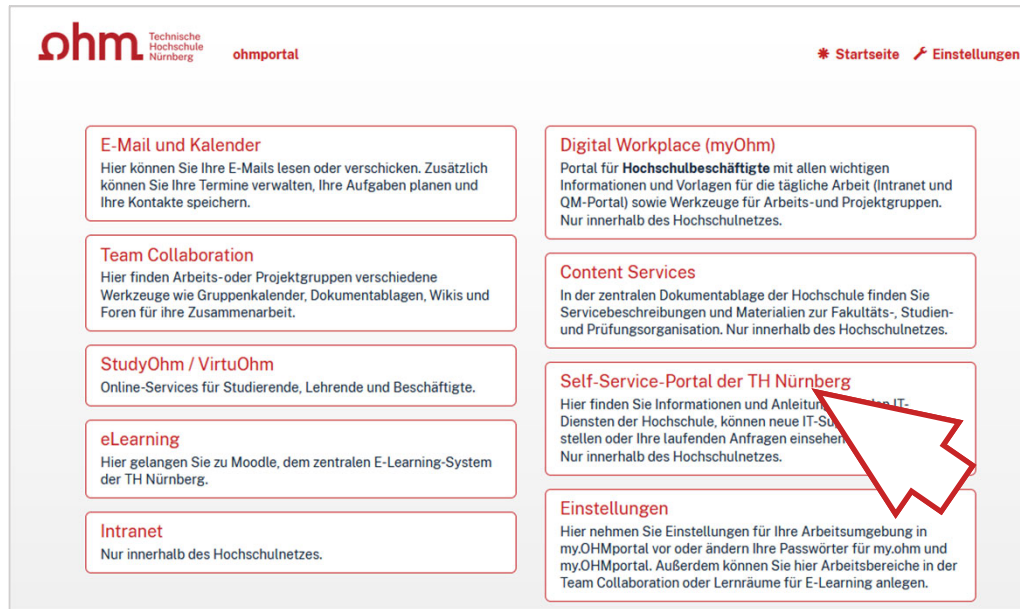 ohm Technische
Hochschule
Nürnberg
ohmportal
Startseite Einstellungen
E-Mail und Kalender
Hier können Sie Ihre E-Mails lesen oder verschicken. Zusätzlich
können Sie Ihre Termine verwalten, Ihre Aufgaben planen und
Ihre Kontakte speichern.
Team Collaboration
Hier finden Arbeits- oder Projektgruppen verschiedene
Werkzeuge wie Gruppenkalender, Dokumentablagen, Wikis und
Foren für ihre Zusammenarbeit.
StudyOhm / VirtuOhm
Online-Services für Studierende, Lehrende und Beschäftigte.
eLearning
Hier gelangen Sie zu Moodle, dem zentralen E-Learning-System
der TH Nürnberg.
Intranet
Nur innerhalb des Hochschulnetzes.
Digital Workplace (myOhm)
Portal für Hochschulbeschäftigte mit allen wichtigen
Informationen und Vorlagen für die tägliche Arbeit (Intranet und
QM-Portal) sowie Werkzeuge für Arbeits- und Projektgruppen.
Nur innerhalb des Hochschulnetzes.
Content Services
In der zentralen Dokumentablage der Hochschule finden Sie
Servicebeschreibungen und Materialien zur Fakultäts-, Studien-
und Prüfungsorganisation. Nur innerhalb des Hochschulnetzes.
Self-Service-Portal der TH Nürnberg
Hier finden Sie Informationen und IT-
Diensten der Hochschule, können neue
stellen oder Ihre laufenden Anfragen einsehen
Nur innerhalb des Hochschulnetzes.
Einstellungen
Hier nehmen Sie Einstellungen für Ihre Arbeitsumgebung in
my.OHMportal vor oder ändern Ihre Passwörter für my.ohm und
my.OHMportal. Außerdem können Sie hier Arbeitsbereiche in der
Team Collaboration oder Lernräume für E-Learning anlegen.